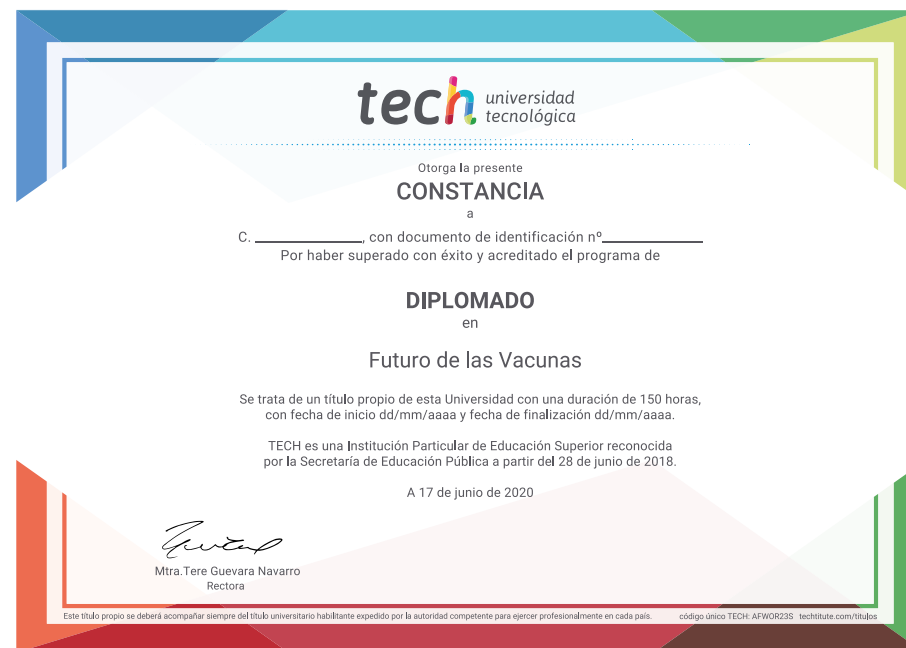 tech universidad
tecnológica
Otorga la presente
CONSTANCIA
a
C. ____________, con documento de identificación nº____________
Por haber superado con éxito y acreditado el programa de
DIPLOMADO
en
Futuro de las Vacunas
Se trata de un título propio de esta Universidad con una duración de 150 horas,
con fecha de inicio dd/mm/aaaa y fecha de finalización dd/mm/aaaa.
TECH es una Institución Particular de Educación Superior reconocida
por la Secretaría de Educación Pública a partir del 28 de junio de 2018.
A 17 de junio de 2020
Mtra.Tere Guevara Navarro
Rectora
Este título propio se deberá acompañar siempre del título universitario habilitante expedido por la autoridad competente para ejercer profesionalmente en cada país. código único TECH: AFWOR23S techtitute.com/titulos